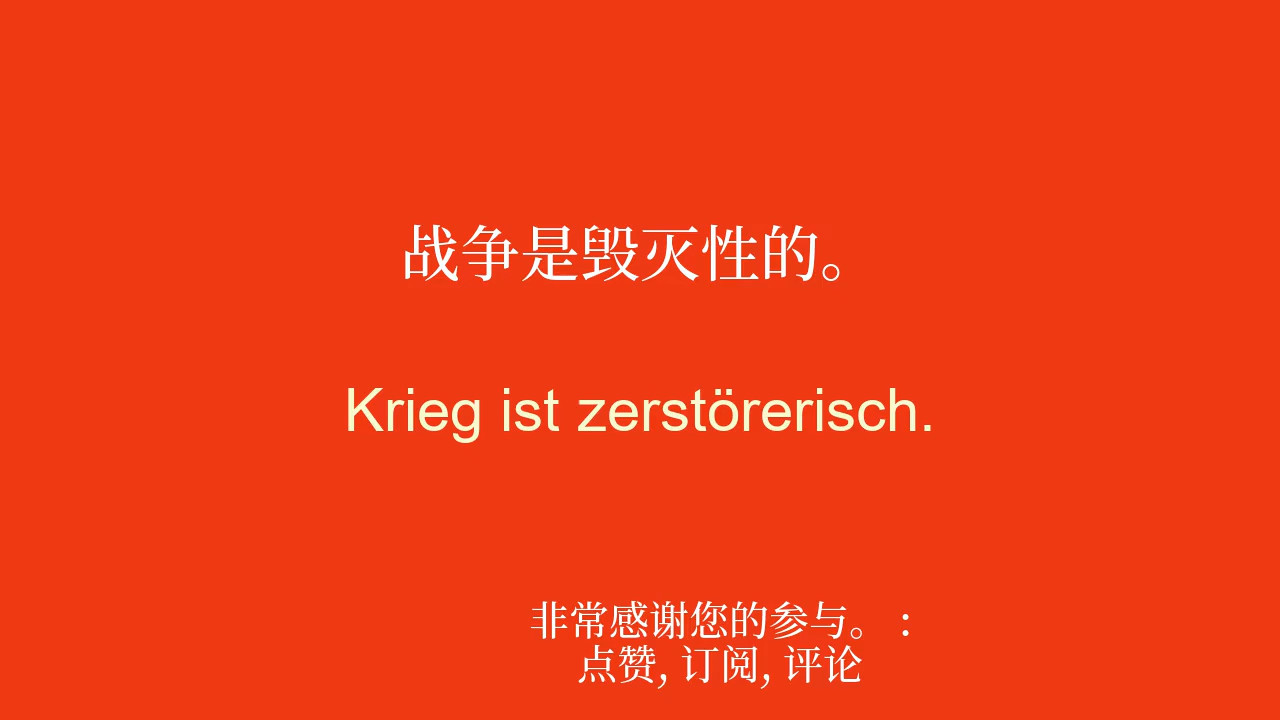 战争是毁灭性的。
Krieg ist zerstörerisch.
非常感谢您的参与。 :
点赞, 订阅, 评论